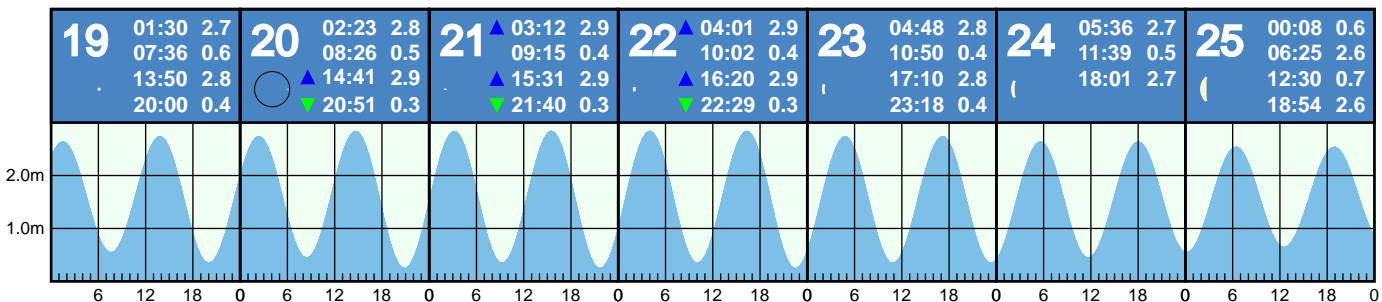 19
01:30 2.7
07:36 0.6
13:50 2.8
20:00 0.4
20
02:23 2.8
08:26 0.5
▲ 14:41 2.9
▼ 20:51 0.3
21
▲ 03:12 2.9
09:15 0.4
▲ 15:31 2.9
▼ 21:40 0.3
22
▲ 04:01 2.9
10:02 0.4
▲ 16:20 2.9
▼ 22:29 0.3
23
04:48 2.8
10:50 0.4
17:10 2.8
23:18 0.4
24
05:36 2.7
11:39 0.5
18:01 2.7
25
00:08 0.6
06:25 2.6
12:30 0.7
18:54 2.6
2.0m
1.0m
6 12 18 0 6 12 18 0 6 12 18 0 6 12 18 0 6 12 18 0 6 12 18 0 6 12 18 0